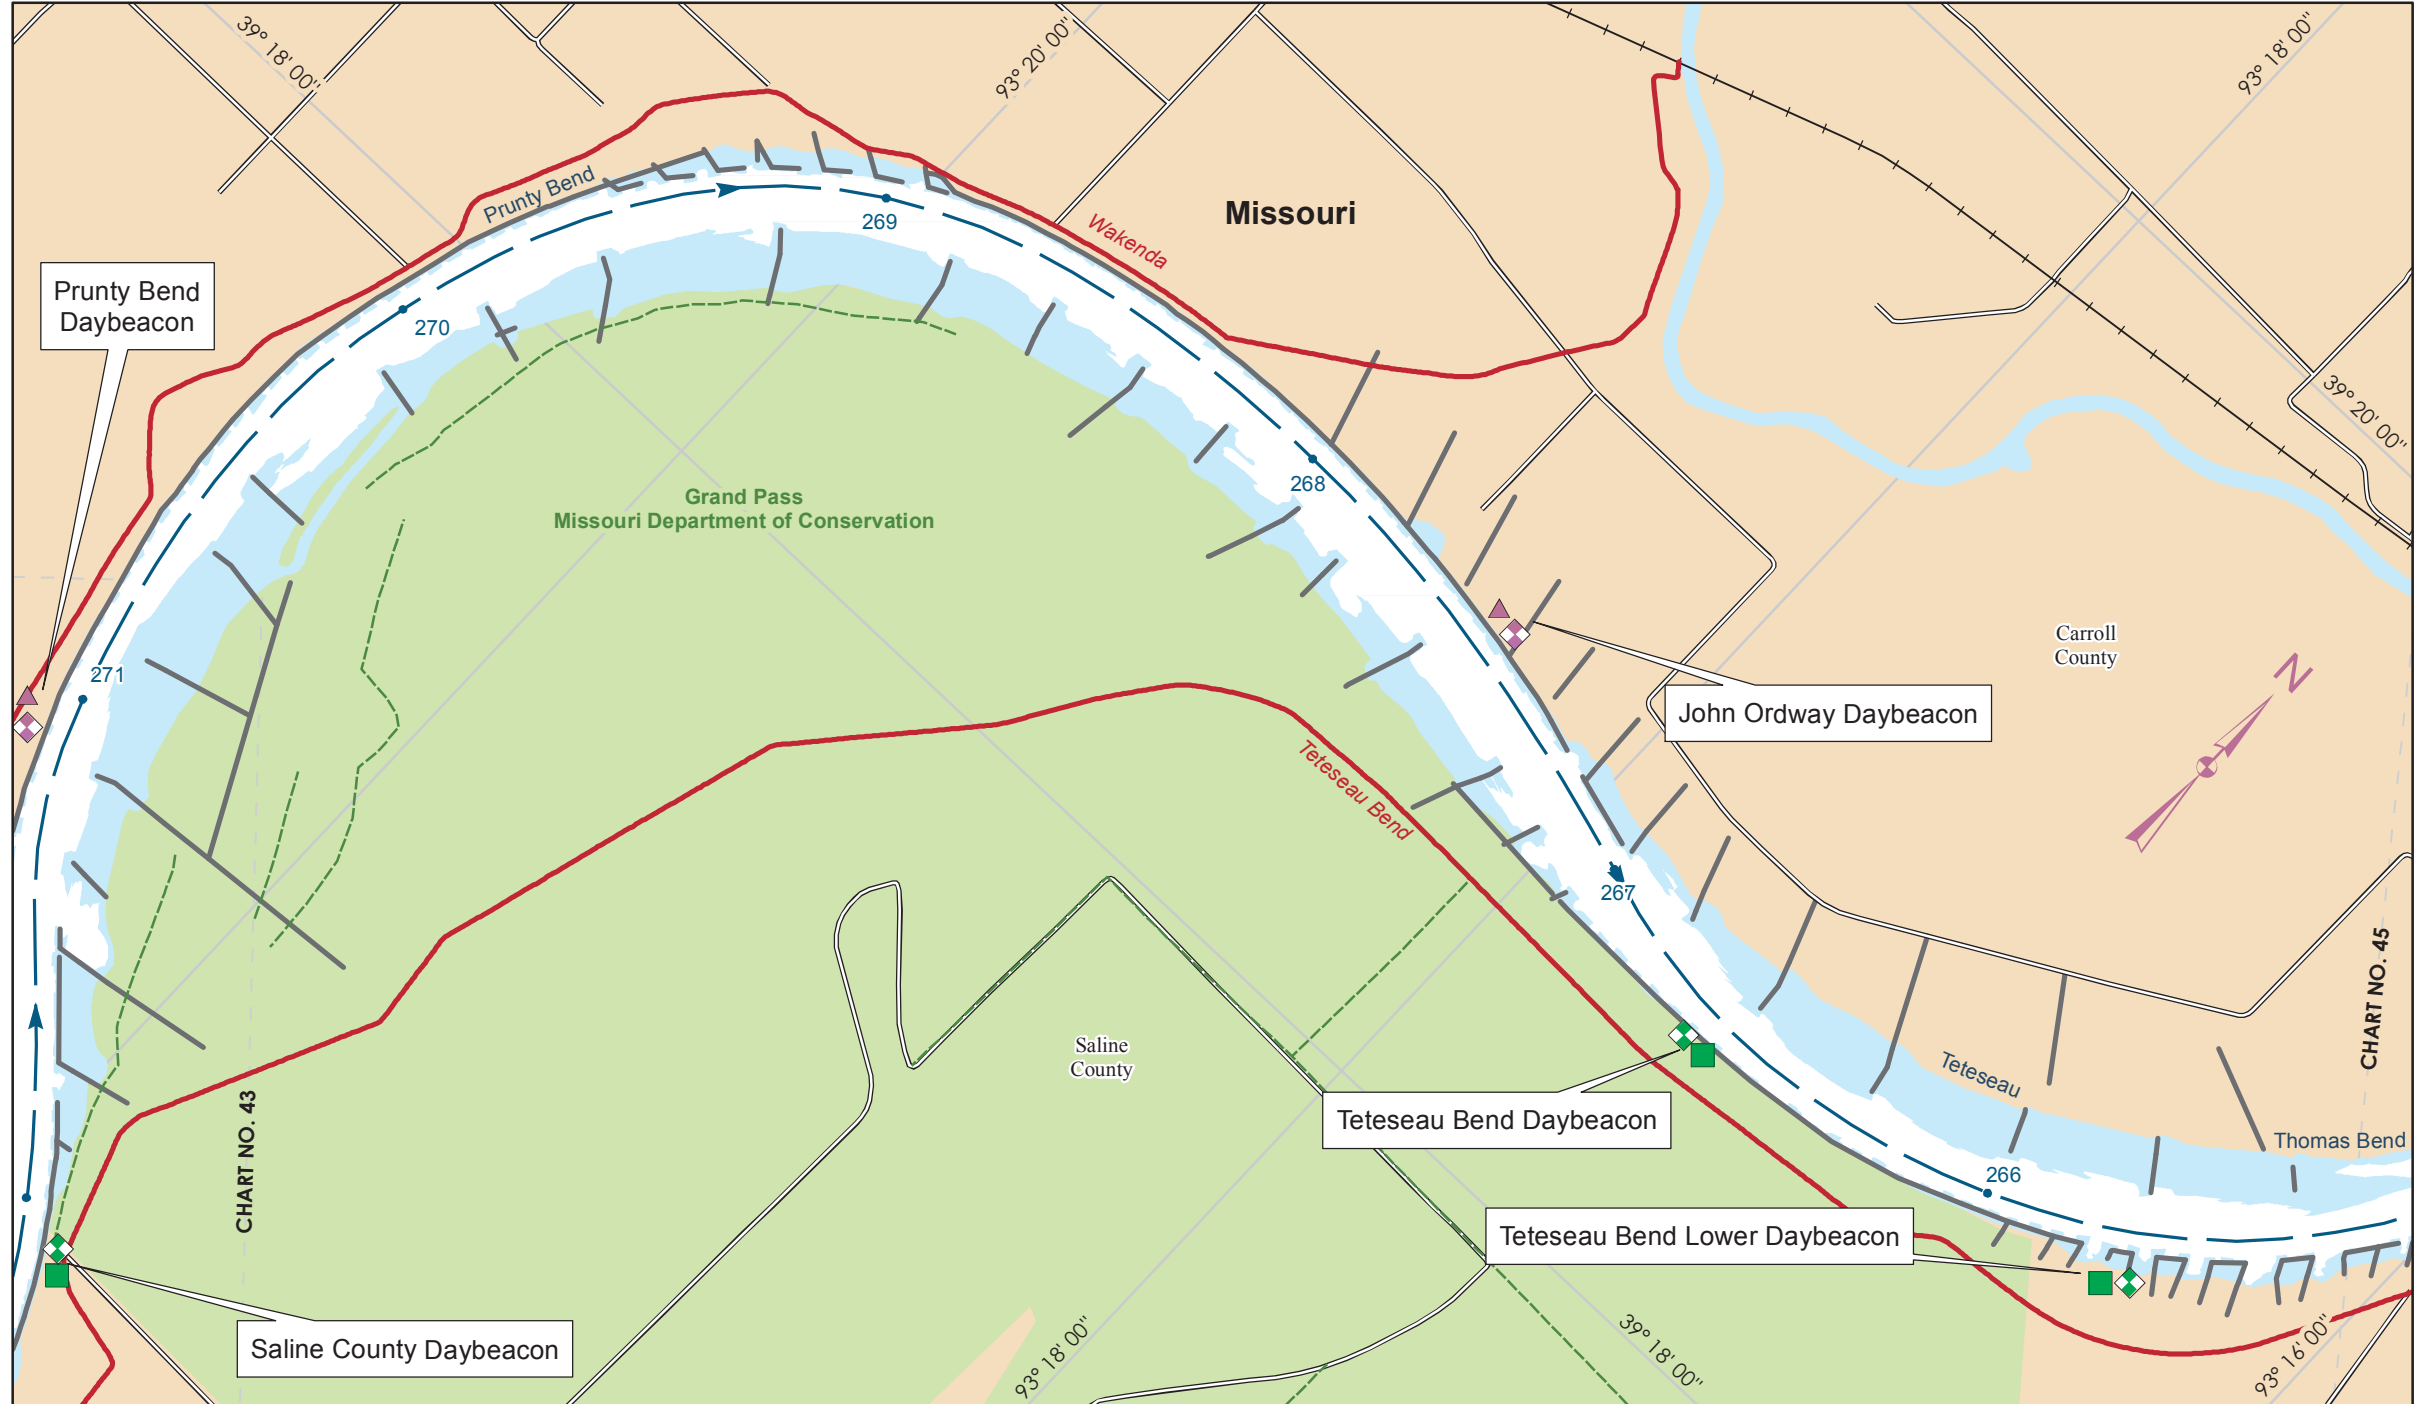 39° 18' 00"
93° 20' 00"
93° 18' 00"
Prunty Bend
269
Wakenda
Missouri
Prunty Bend
Daybeacon
270
39° 20' 00"
268
Grand Pass
Missouri Department of Conservation
Carroll
County
N
271
John Ordway Daybeacon
Teteseau Bend
267
CHART NO. 45
Saline
County
Teteseau
Teteseau Bend Daybeacon
Thomas Bend
CHART NO. 43
266
Teteseau Bend Lower Daybeacon
Saline County Daybeacon
93° 18' 00"
39° 18' 00"
93° 16' 00"